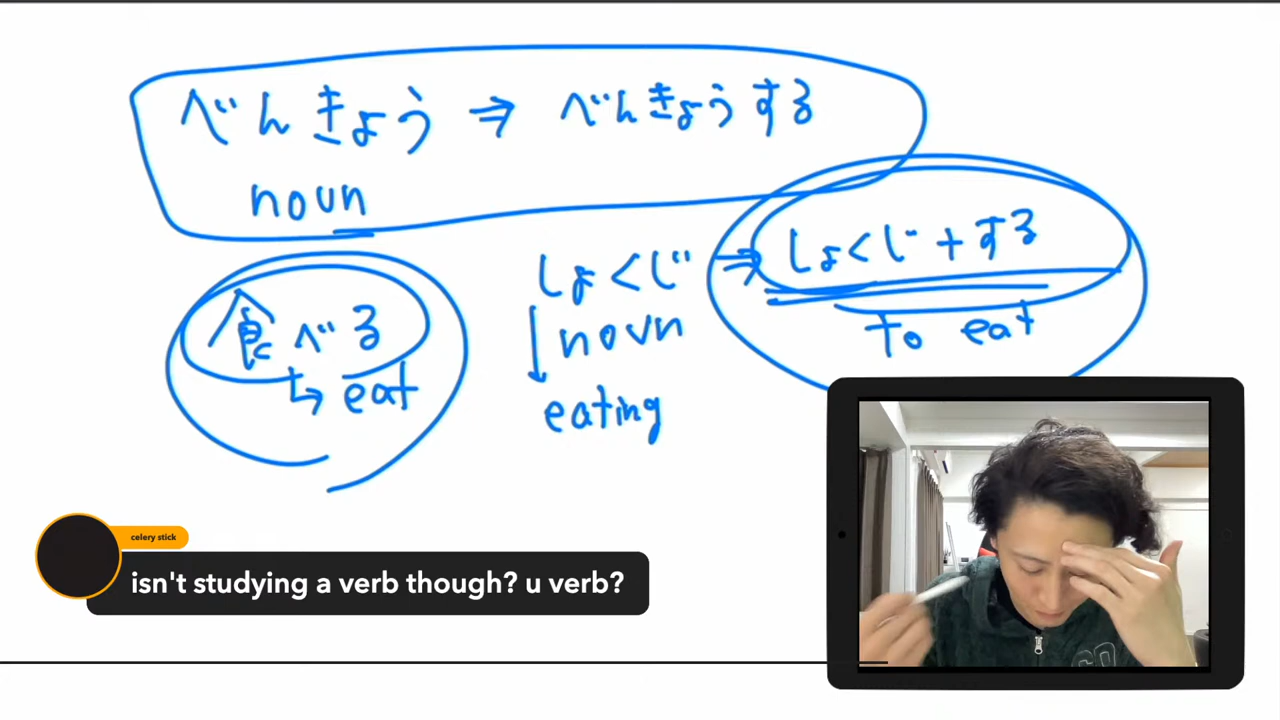 べんきょう ⇒ べんきょうする
noun
しょくじ ⇒ しょくじ+する
to eat
食べる
↳ eat
noun
eating
celery stick
isn't studying a verb though? u verb?